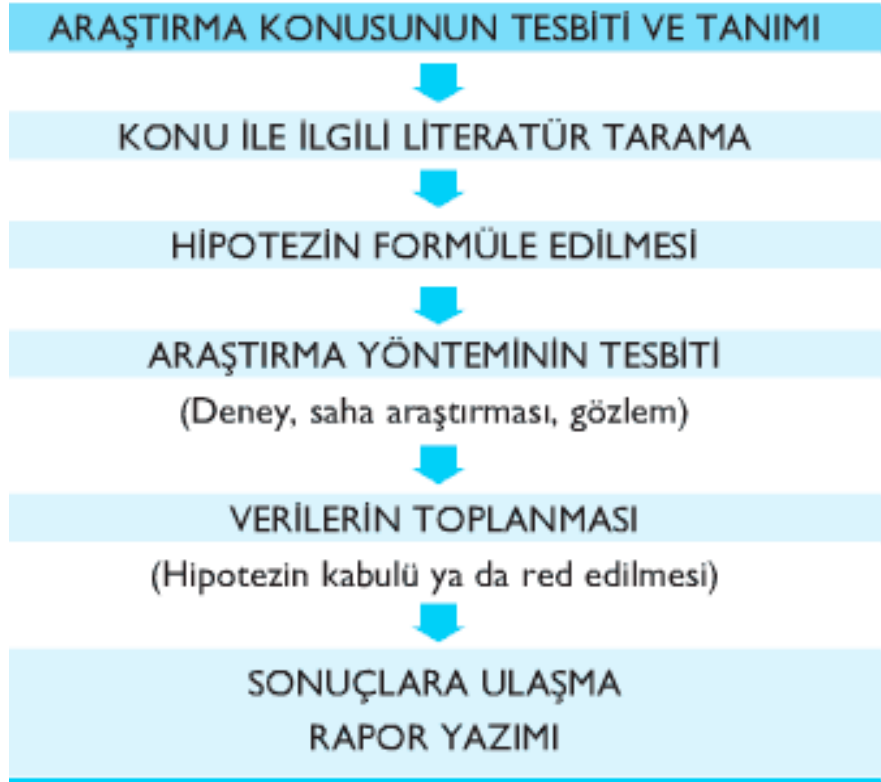 ARAŞTIRMA KONUSUNUN TESBİTİ VE TANIMI
KONU İLE İLGİLİ LİTERATÜR TARAMA
HİPOTEZİN FORMÜLE EDİLMESİ
ARAŞTIRMA YÖNTEMİNİN TESBİTİ
(Deney, saha araştırması, gözlem)
VERİLERİN TOPLANMASI
(Hipotezin kabulü ya da red edilmesi)
SONUÇLARA ULAŞMA
RAPOR YAZIMI